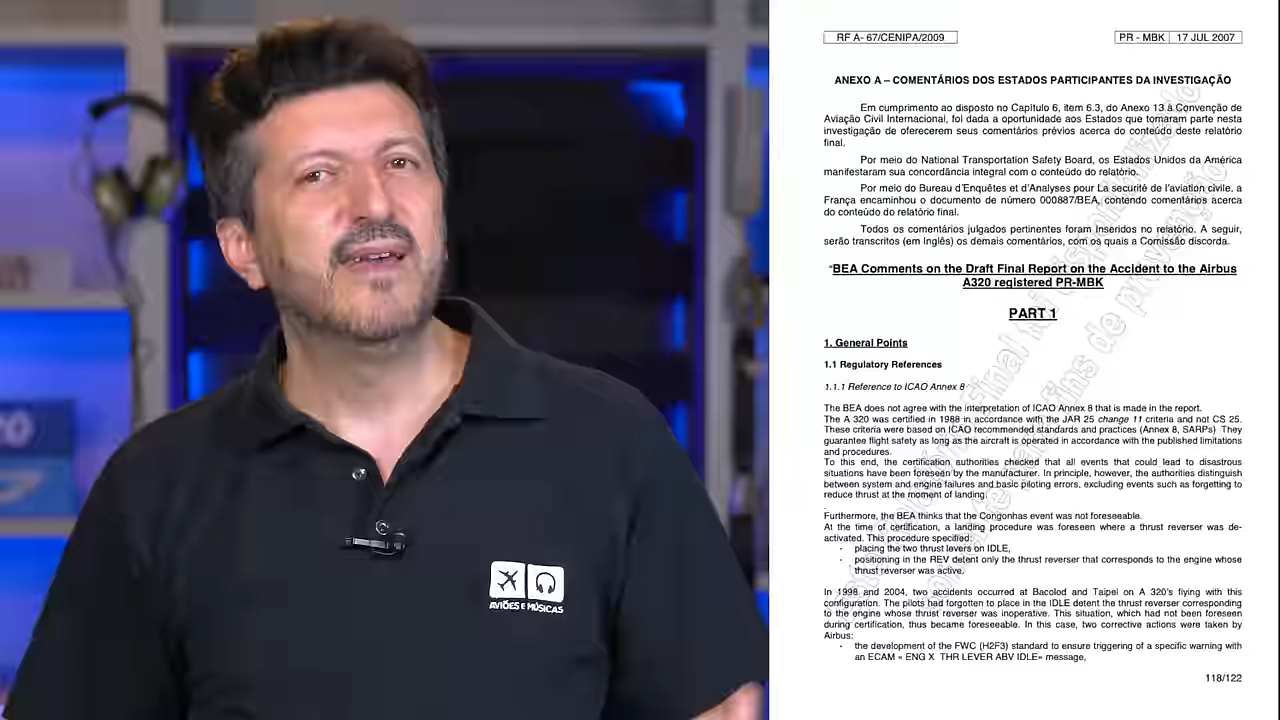 AVIÕES E MÚSICAS
RF A- 67/CENIPA/2009
PR - MBK 17 JUL 2007
ANEXO A – COMENTÁRIOS DOS ESTADOS PARTICIPANTES DA INVESTIGAÇÃO
Em cumprimento ao disposto no Capitulo 6, item 6.3, do Anexo 13 à Convenção de
Aviação Civil Internacional, foi dada a oportunidade aos Estados que tomaram parte nesta
investigação de oferecerem seus comentários prévios acerca do conteúdo deste relatório
final.
Por meio do National Transportation Safety Board, os Estados Unidos da América
manifestaram sua concordância integral com o conteúdo do relatório.
Por meio do Bureau d'Enquêtes et d'Analyses pour La securité de l'aviation civile. a
França encaminhou o documento de número 000887/BEA, contendo comentários acerca
do conteúdo do relatório final.
Todos os comentários julgados pertinentes foram inseridos no relatório. A seguir,
serão transcritos (em Inglês) os demais comentários, com os quais a Comissão discorda.
"BEA Comments on the Draft Final Report on the Accident to the Airbus
A320 registered PR-MBK
PART 1
1. General Points
1.1 Regulatory References
1.1.1 Reference to ICAO Annex 8
The BEA does not agree with the interpretation of ICAO Annex 8 that is made in the report.
The A 320 was certified in 1988 in accordance with the JAR 25 change 11 criteria and not CS 25.
These criteria were based on ICAO recommended standards and practices (Annex 8, SARPs) They
guarantee flight safety as long as the aircraft is operated in accordance with the published limitations
and procedures.
To this end, the certification authorities checked that all events that could lead to disastrous
situations have been foreseen by the manufacturer. In principle, however, the authorities distinguish
between system and engine failures and basic piloting errors, excluding events such as forgetting to
reduce thrust at the moment of landing.
.
Furthermore, the BEA thinks that the Congonhas event was not foreseeable.
At the time of certification, a landing procedure was foreseen where a thrust reverser was de-
activated. This procedure specified:
· placing the two thrust levers on IDLE,
· positioning in the REV detent only the thrust reverser that corresponds to the engine whose
thrust reverser was active.
In 1998 and 2004, two accidents occurred at Bacolod and Taipei on A 320's flying with this
configuration. The pilots had forgotten to place in the IDLE detent the thrust reverser corresponding
to the engine whose thrust reverser was inoperative. This situation, which had not been foreseen
during certification, thus became foreseeable. In this case, two corrective actions were taken by
Airbus:
· the development of the FWC (H2F3) standard to ensure triggering of a specific warning with
an ECAM « ENG X THR LEVER ABV IDLE» message,
118/122